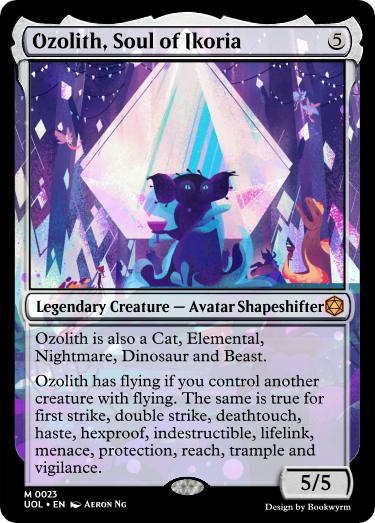 Ozolith, Soul of Ikoria 5
Legendary Creature — Avatar Shapeshifter
Ozolith is also a Cat, Elemental,
Nightmare, Dinosaur and Beast.
Ozolith has flying if you control another
creature with flying. The same is true for
first strike, double strike, deathtouch,
haste, hexproof, indestructible, lifelink,
menace, protection, reach, trample and
vigilance.
5/5
M 0023
UOL • EN Aeron Ng
Design by Bookwyrm